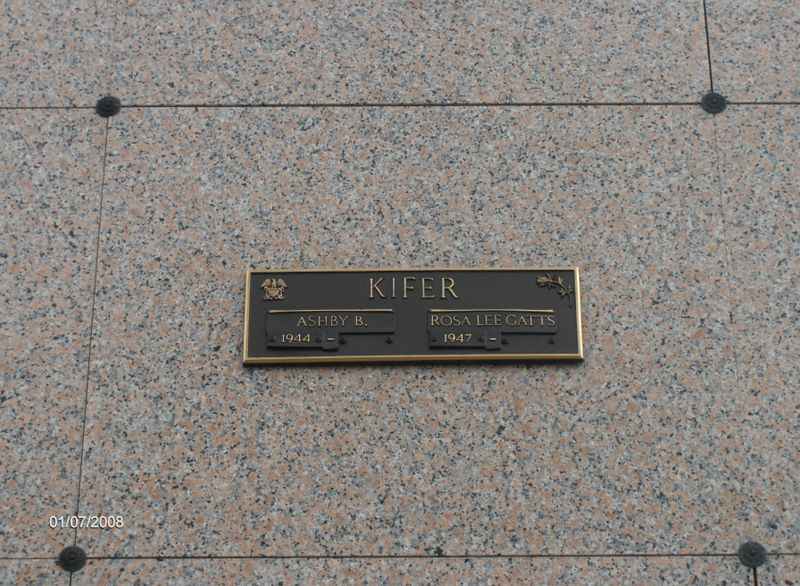 KIFER
ASHBY B.
1944 –
ROSA LEE GATTS
1947 –
01/07/2008